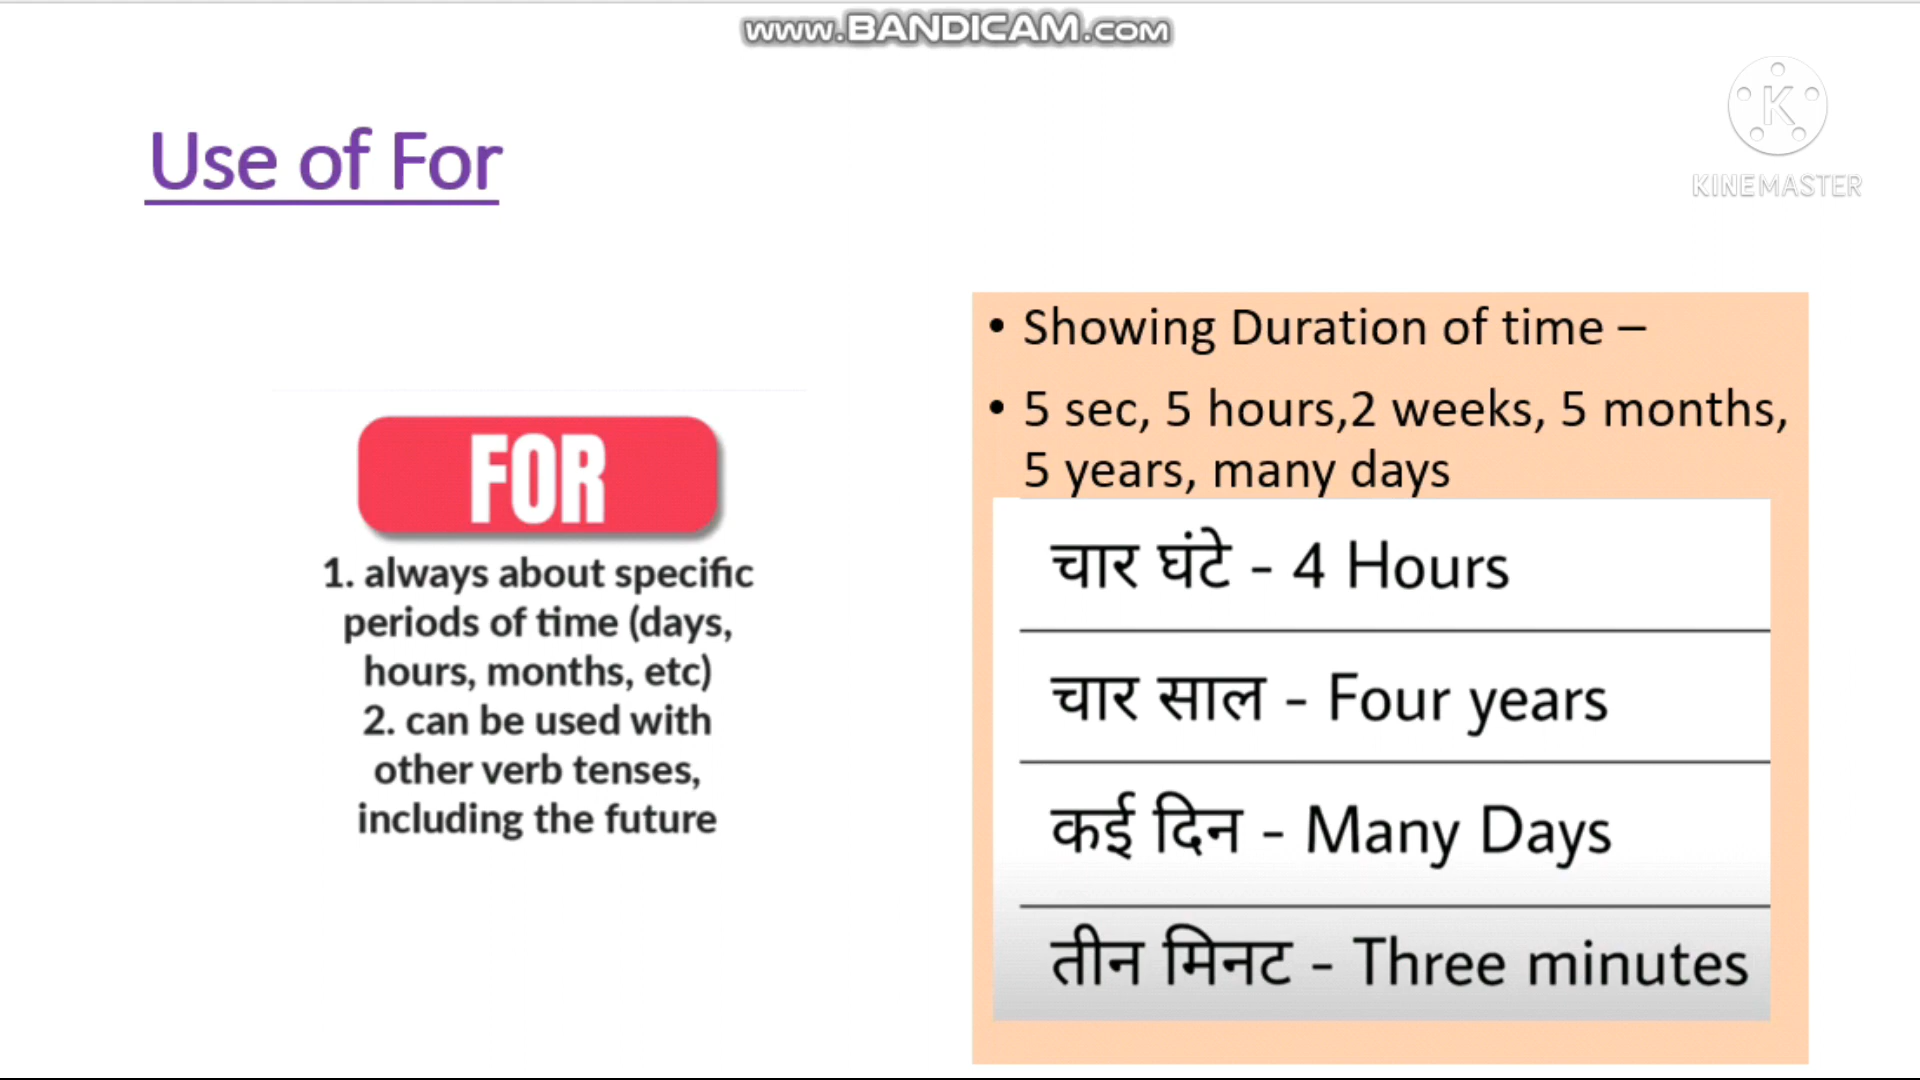 www.BANDICAM.com
K
KINEMASTER
Use of For
FOR
1. always about specific
periods of time (days,
hours, months, etc)
2. can be used with
other verb tenses,
including the future
• Showing Duration of time –
• 5 sec, 5 hours,2 weeks, 5 months,
5 years, many days
चार घंटे - 4 Hours
चार साल - Four years
कई दिन - Many Days
तीन मिनट - Three minutes